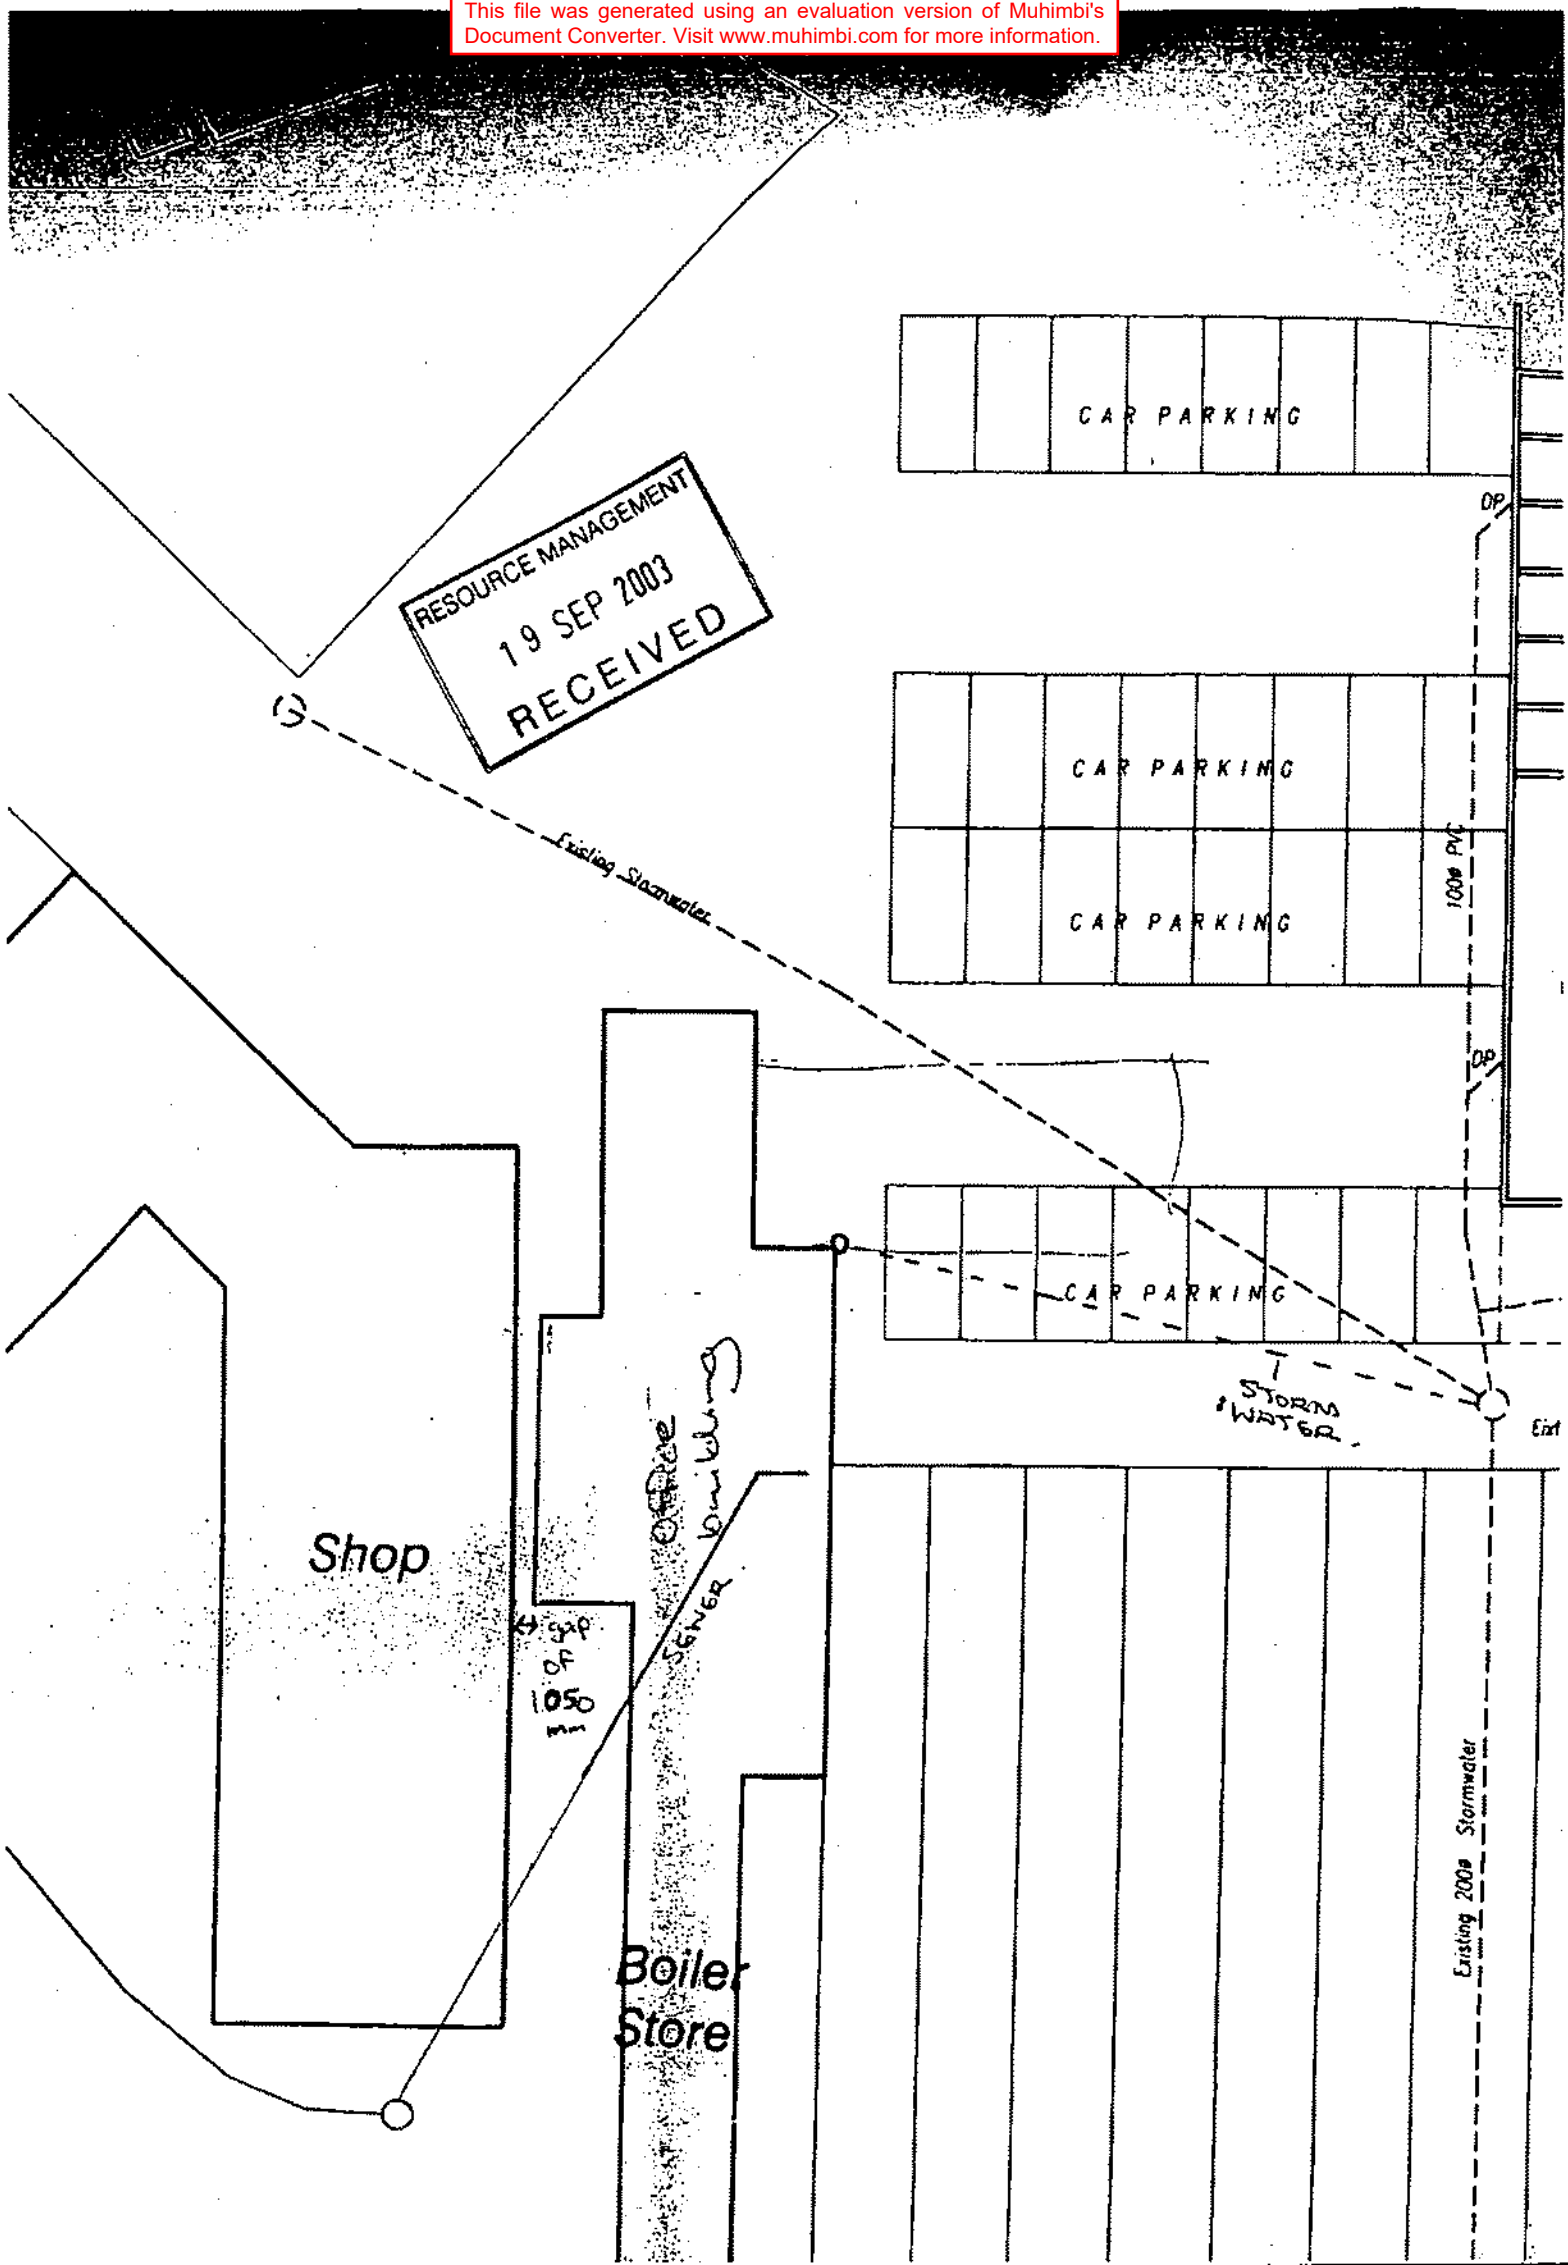 This file was generated using an evaluation version of Muhimbi's
Document Converter. Visit www.muhimbi.com for more information.
CAR PARKING
RESOURCE MANAGEMENT
19 SEP 2003
RECEIVED
DP
CAR PARKING
Existing Stormwater
100ø PVC
CAR PARKING
DP
CAR PARKING
STORM
WATER.
Exist
Office
building
Shop
SEWER
gap
OF
1050
mm
Existing 200ø Stormwater
Boiler
Store